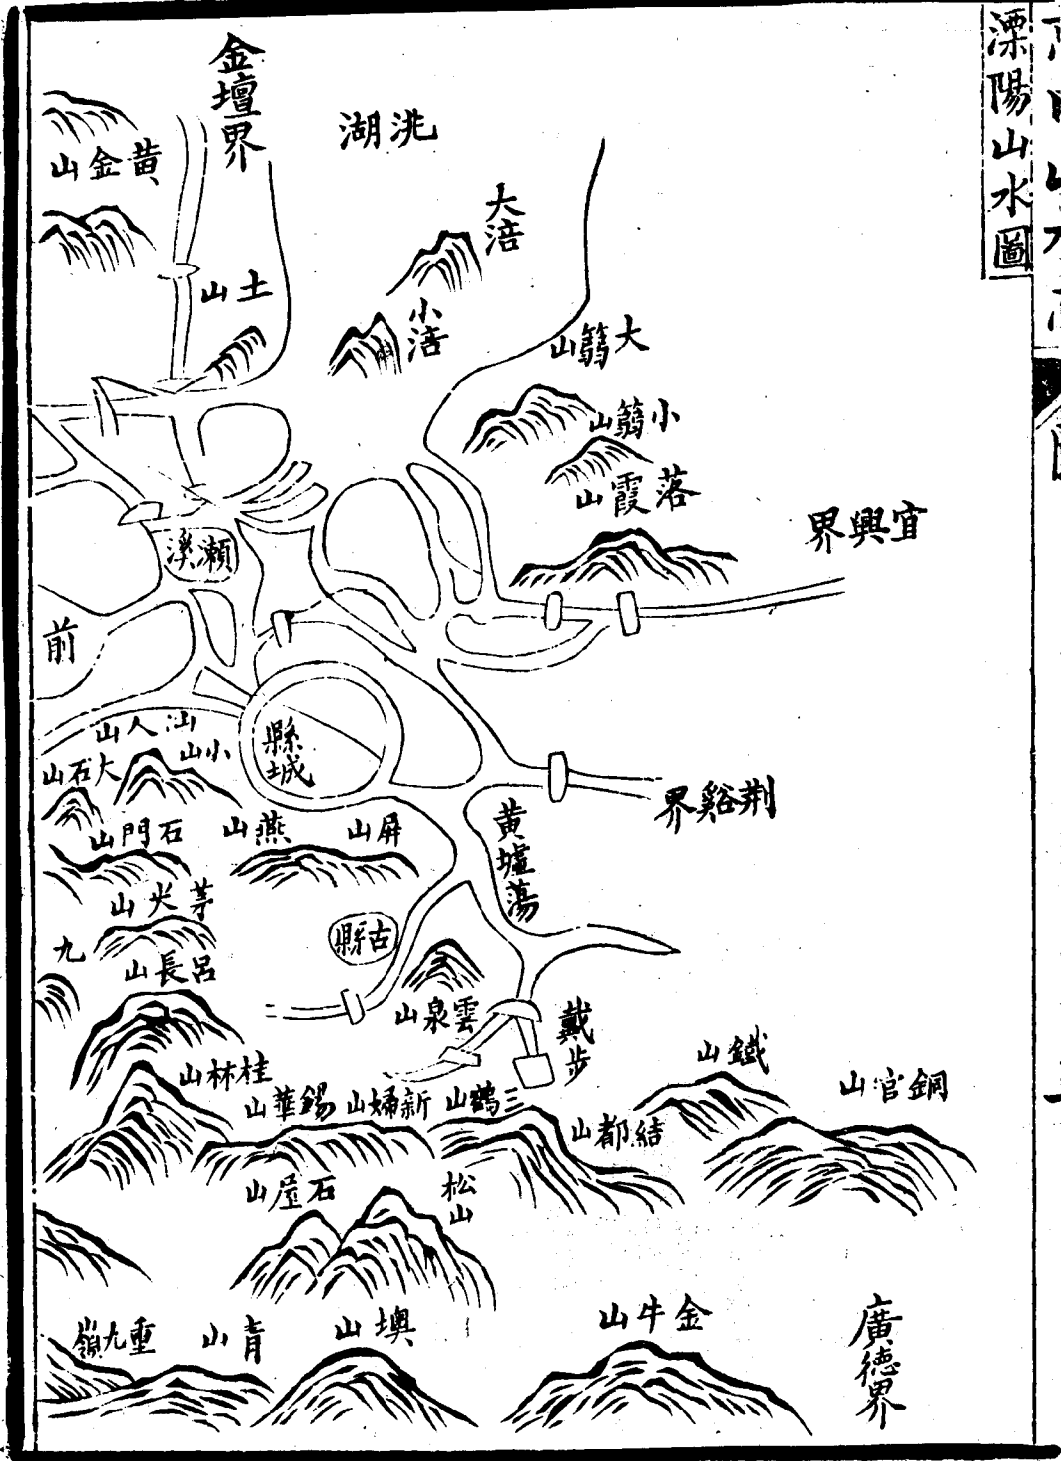 溧陽山水圖
金壇界
洮湖
黃金山
大涪
土山
小涪
大
山
小
山
落霞山
宜興界
瀨溪
前
縣城
山人山
小山
大石山
荆谿界
石門山
燕山
屏山
黃墟蕩
茅尖山
古縣
九
呂長山
雲泉山
戴步
鐵山
銅官山
桂林山
錫華山
新婦山
三鶴山
結都山
石屋山
松山
重九嶺
青山
墺山
金牛山
廣德界